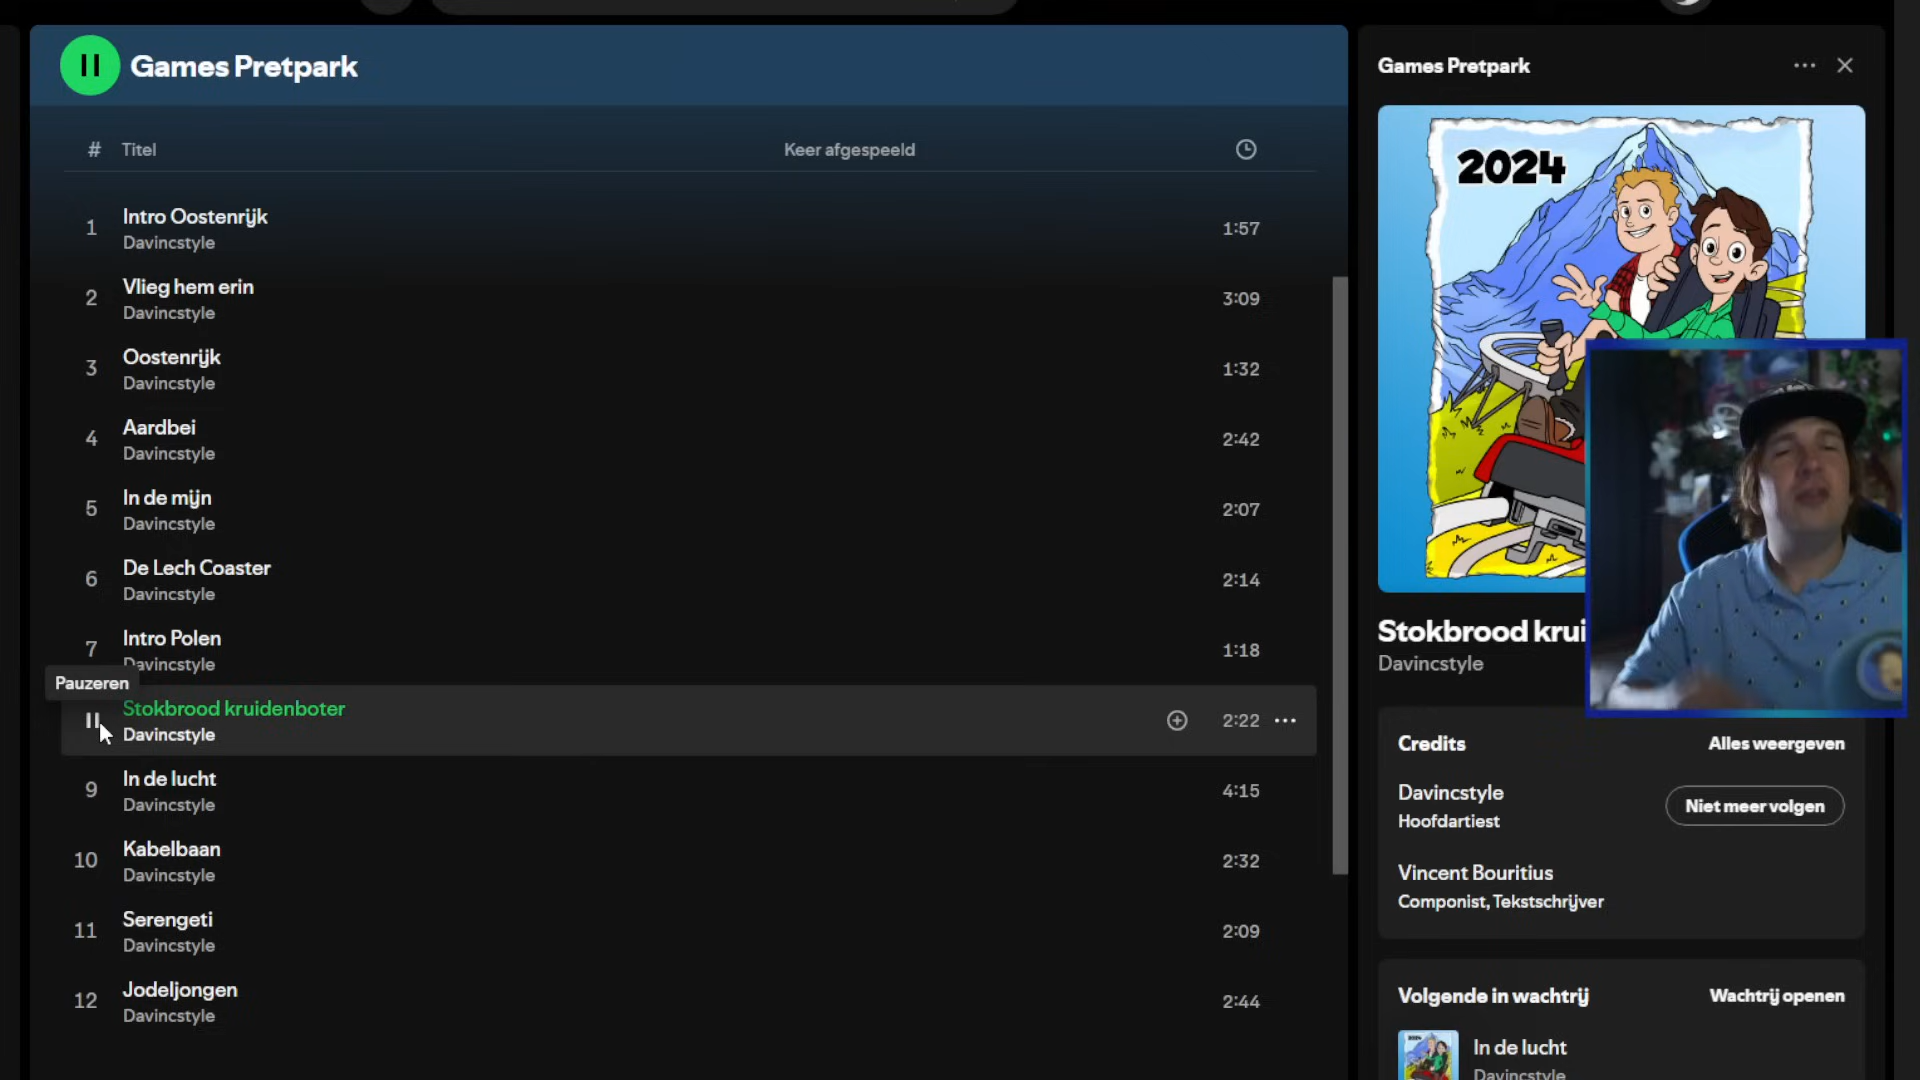 Games Pretpark
# Titel Keer afgespeeld
1 Intro Oostenrijk 1:57
Davincstyle
2 Vlieg hem erin 3:09
Davincstyle
3 Oostenrijk 1:32
Davincstyle
4 Aardbei 2:42
Davincstyle
5 In de mijn 2:07
Davincstyle
6 De Lech Coaster 2:14
Davincstyle
7 Intro Polen 1:18
Davincstyle
Pauzeren
Stokbrood kruidenboter 2:22
Davincstyle
9 In de lucht 4:15
Davincstyle
10 Kabelbaan 2:32
Davincstyle
11 Serengeti 2:09
Davincstyle
12 Jodeljongen 2:44
Davincstyle
Games Pretpark
2024
Stokbrood krui
Davincstyle
Credits Alles weergeven
Davincstyle
Hoofdartiest
Niet meer volgen
Vincent Bouritius
Componist, Tekstschrijver
Volgende in wachtrij Wachtrij openen
2024
In de lucht
Davincstyle